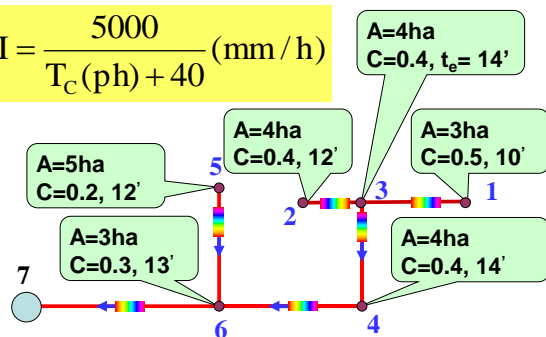 I = 5000 / (T_C(ph) + 40) (mm/h)
A=4ha
C=0.4, t_e= 14'
A=4ha
C=0.4, 12'
A=3ha
C=0.5, 10'
A=5ha
C=0.2, 12'
5
2
3
1
A=3ha
C=0.3, 13'
A=4ha
C=0.4, 14'
7
6
4